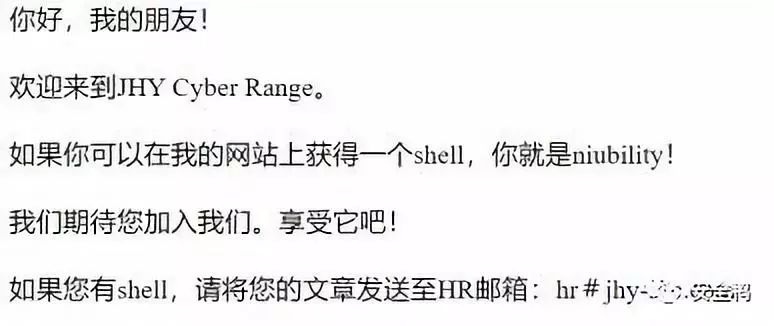 你好，我的朋友！
欢迎来到JHY Cyber Range。
如果你可以在我的网站上获得一个shell，你就是niubility！
我们期待您加入我们。享受它吧！
如果您有shell，请将您的文章发送至HR邮箱：hr＃jhy-